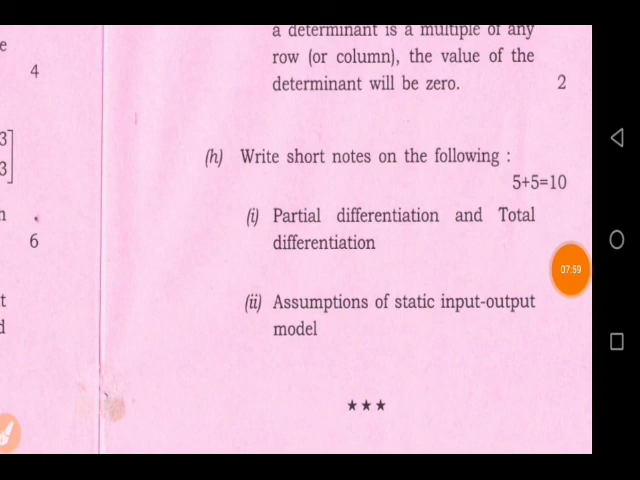 e
4
3
3
h
6
t
d
a determinant is a multiple of any
row (or column), the value of the
determinant will be zero.
2
(h) Write short notes on the following :
5+5=10
(i) Partial differentiation and Total
differentiation
(ii) Assumptions of static input-output
model
★★★
07:59